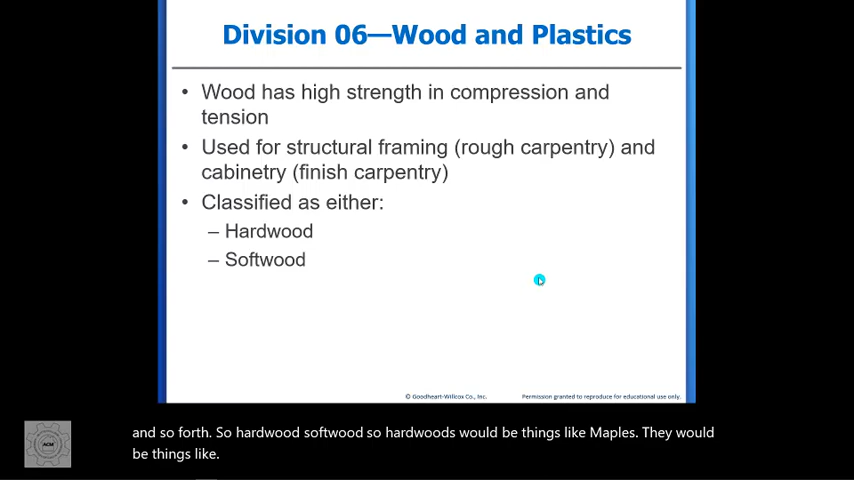 Division 06—Wood and Plastics
• Wood has high strength in compression and
tension
• Used for structural framing (rough carpentry) and
cabinetry (finish carpentry)
• Classified as either:
– Hardwood
– Softwood
© Goodheart-Willcox Co., Inc. Permission granted to reproduce for educational use only.
and so forth. So hardwood softwood so hardwoods would be things like Maples. They would
be things like.
ACM